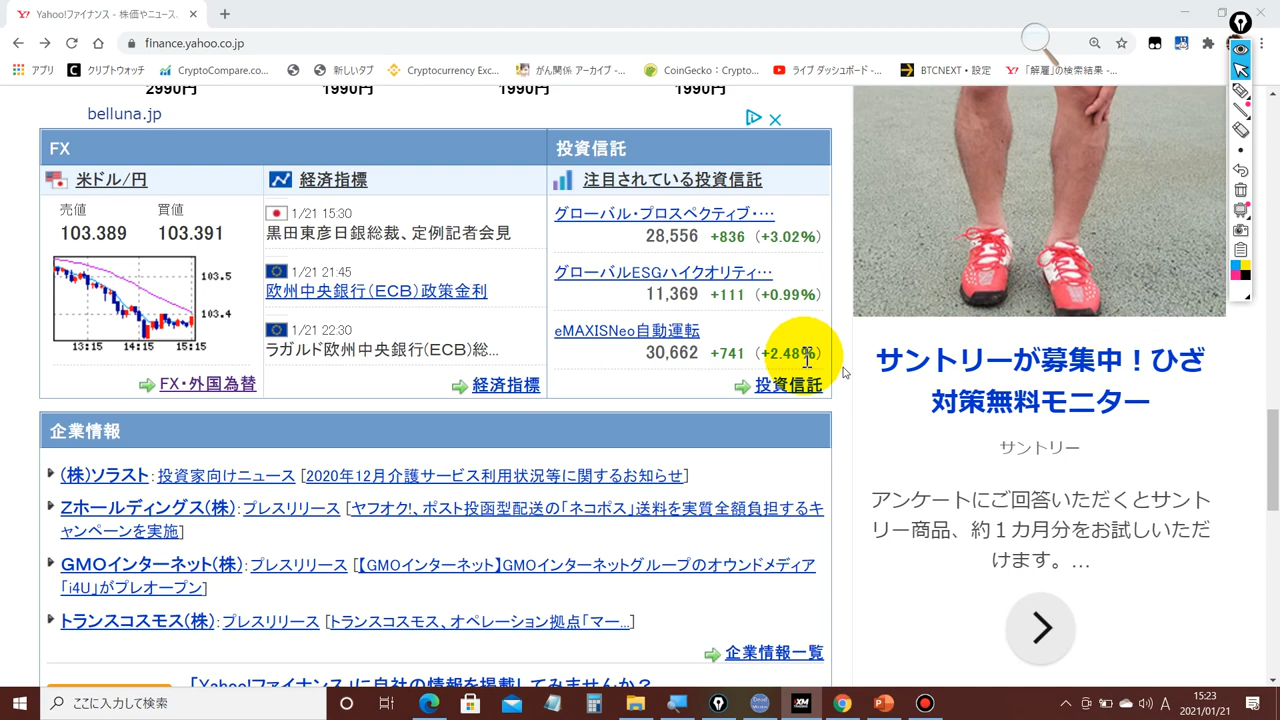 Yahoo!ファイナンス - 株価やニュース、
finance.yahoo.co.jp
アプリ
クリプトウォッチ
CryptoCompare.co...
新しいタブ
Cryptocurrency Exc...
がん関係 アーカイブ -...
CoinGecko : Crypto...
ライブ ダッシュボード -...
BTCNEXT・設定
「解雇」の検索結果 -...
2990円 1990円 1990円 1990円
belluna.jp
FX
米ドル/円
売値 買値
103.389 103.391
103.5
103.4
13:15 14:15 15:15
FX・外国為替
経済指標
1/21 15:30
黒田東彦日銀総裁、定例記者会見
1/21 21:45
欧州中央銀行(ECB)政策金利
1/21 22:30
ラガルド欧州中央銀行(ECB)総...
経済指標
投資信託
注目されている投資信託
グローバル・プロスペクティブ・…
28,556 +836 (+3.02%)
グローバルESGハイクオリティ…
11,369 +111 (+0.99%)
eMAXISNeo自動運転
30,662 +741 (+2.48%)
投資信託
企業情報
(株)ソラスト:投資家向けニュース [2020年12月介護サービス利用状況等に関するお知らせ]
Zホールディングス(株):プレスリリース [ヤフオク!、ポスト投函型配送の「ネコポス」送料を実質全額負担するキ
ャンペーンを実施]
GMOインターネット(株):プレスリリース [【GMOインターネット】GMOインターネットグループのオウンドメディア
「i4U」がプレオープン]
トランスコスモス(株):プレスリリース [トランスコスモス、オペレーション拠点「マー...]
企業情報一覧
「Yahoo!ファイナンス」に自社の情報を掲載してみませんか?
サントリーが募集中!ひざ
対策無料モニター
サントリー
アンケートにご回答いただくとサント
リー商品、約1カ月分をお試しいただ
けます。...
ここに入力して検索
XM
A
15:23
2021/01/21